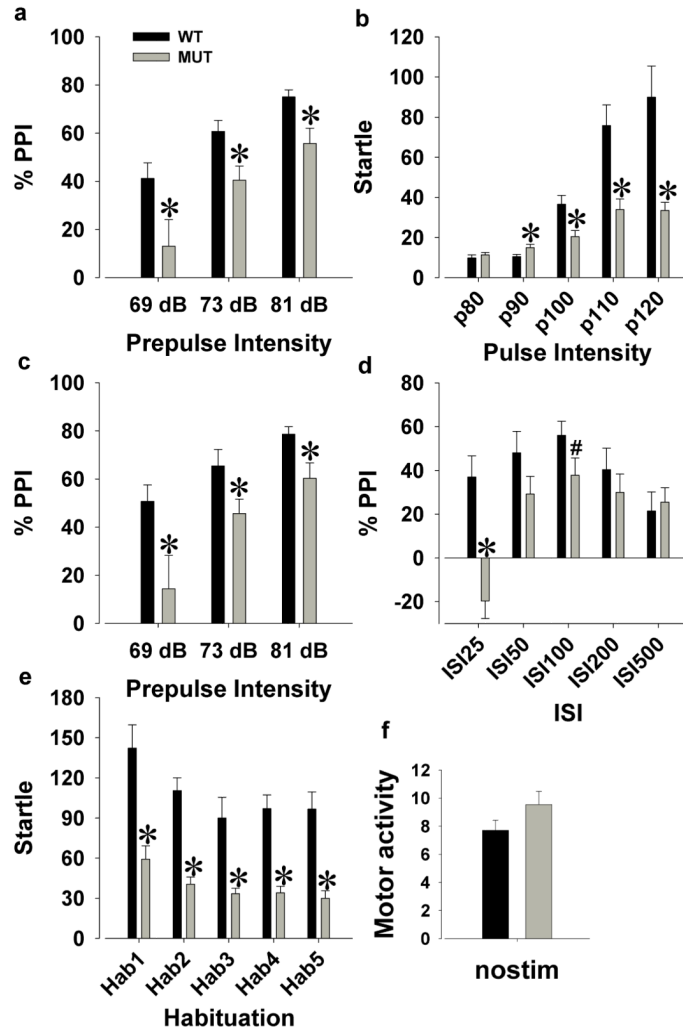 a
100
80
60
40
20
0
% PPI
WT
MUT
*
*
*
69 dB 73 dB 81 dB
Prepulse Intensity
b
120
100
80
60
40
20
0
Startle
*
*
*
*
p80 p90 p100 p110 p120
Pulse Intensity
c
100
80
60
40
20
0
% PPI
*
*
*
69 dB 73 dB 81 dB
Prepulse Intensity
d
80
60
40
20
0
-20
% PPI
*
#
ISI25 ISI50 ISI100 ISI200 ISI500
ISI
e
180
150
120
90
60
30
0
Startle
*
*
*
*
*
Hab1 Hab2 Hab3 Hab4 Hab5
Habituation
f
12
10
8
6
4
2
0
Motor activity
nostim